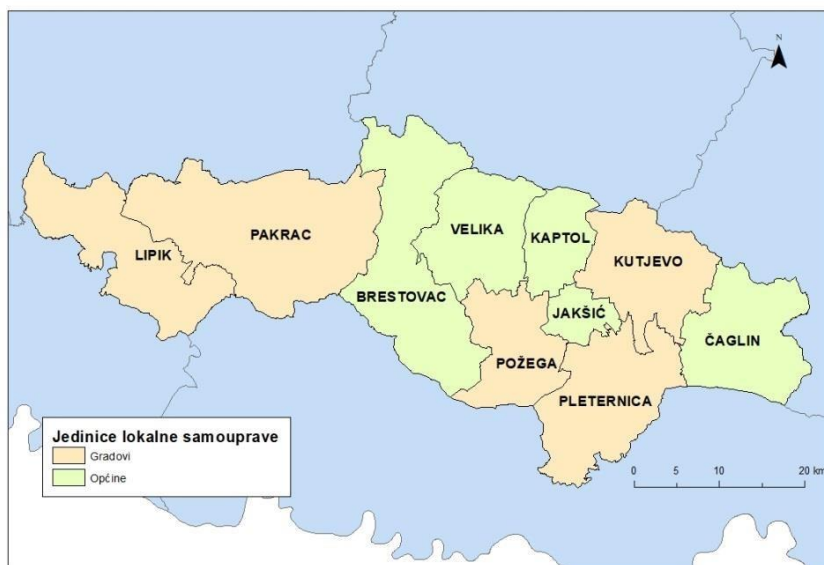 N
PAKRAC
LIPIK
VELIKA
KAPTOL
KUTJEVO
BRESTOVAC
JAKŠIĆ
ČAGLIN
POŽEGA
PLETERNICA
Jedinice lokalne samouprave
Gradovi
Općine
0 5 10 20 km